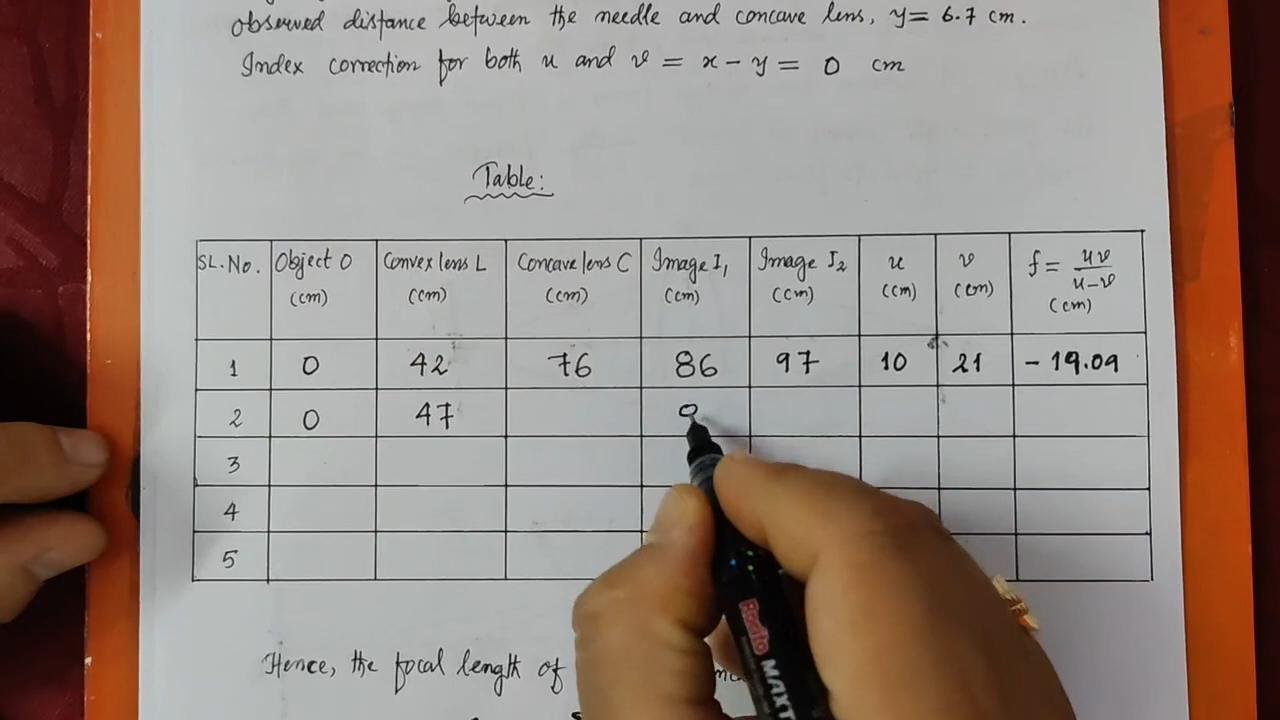 observed distance between the needle and concave lens, y = 6.7 cm.
Index correction for both u and v = x - y = 0 cm
Table:
SL. No. Object O (cm) Convex lens L (cm) Concave lens C (cm) Image I₁ (cm) Image I₂ (cm) u (cm) v (cm) f = uv/u-v (cm)
1 0 42 76 86 97 10 21 - 19.09
2 0 47
3
4
5
Hence, the focal length of
MAXT